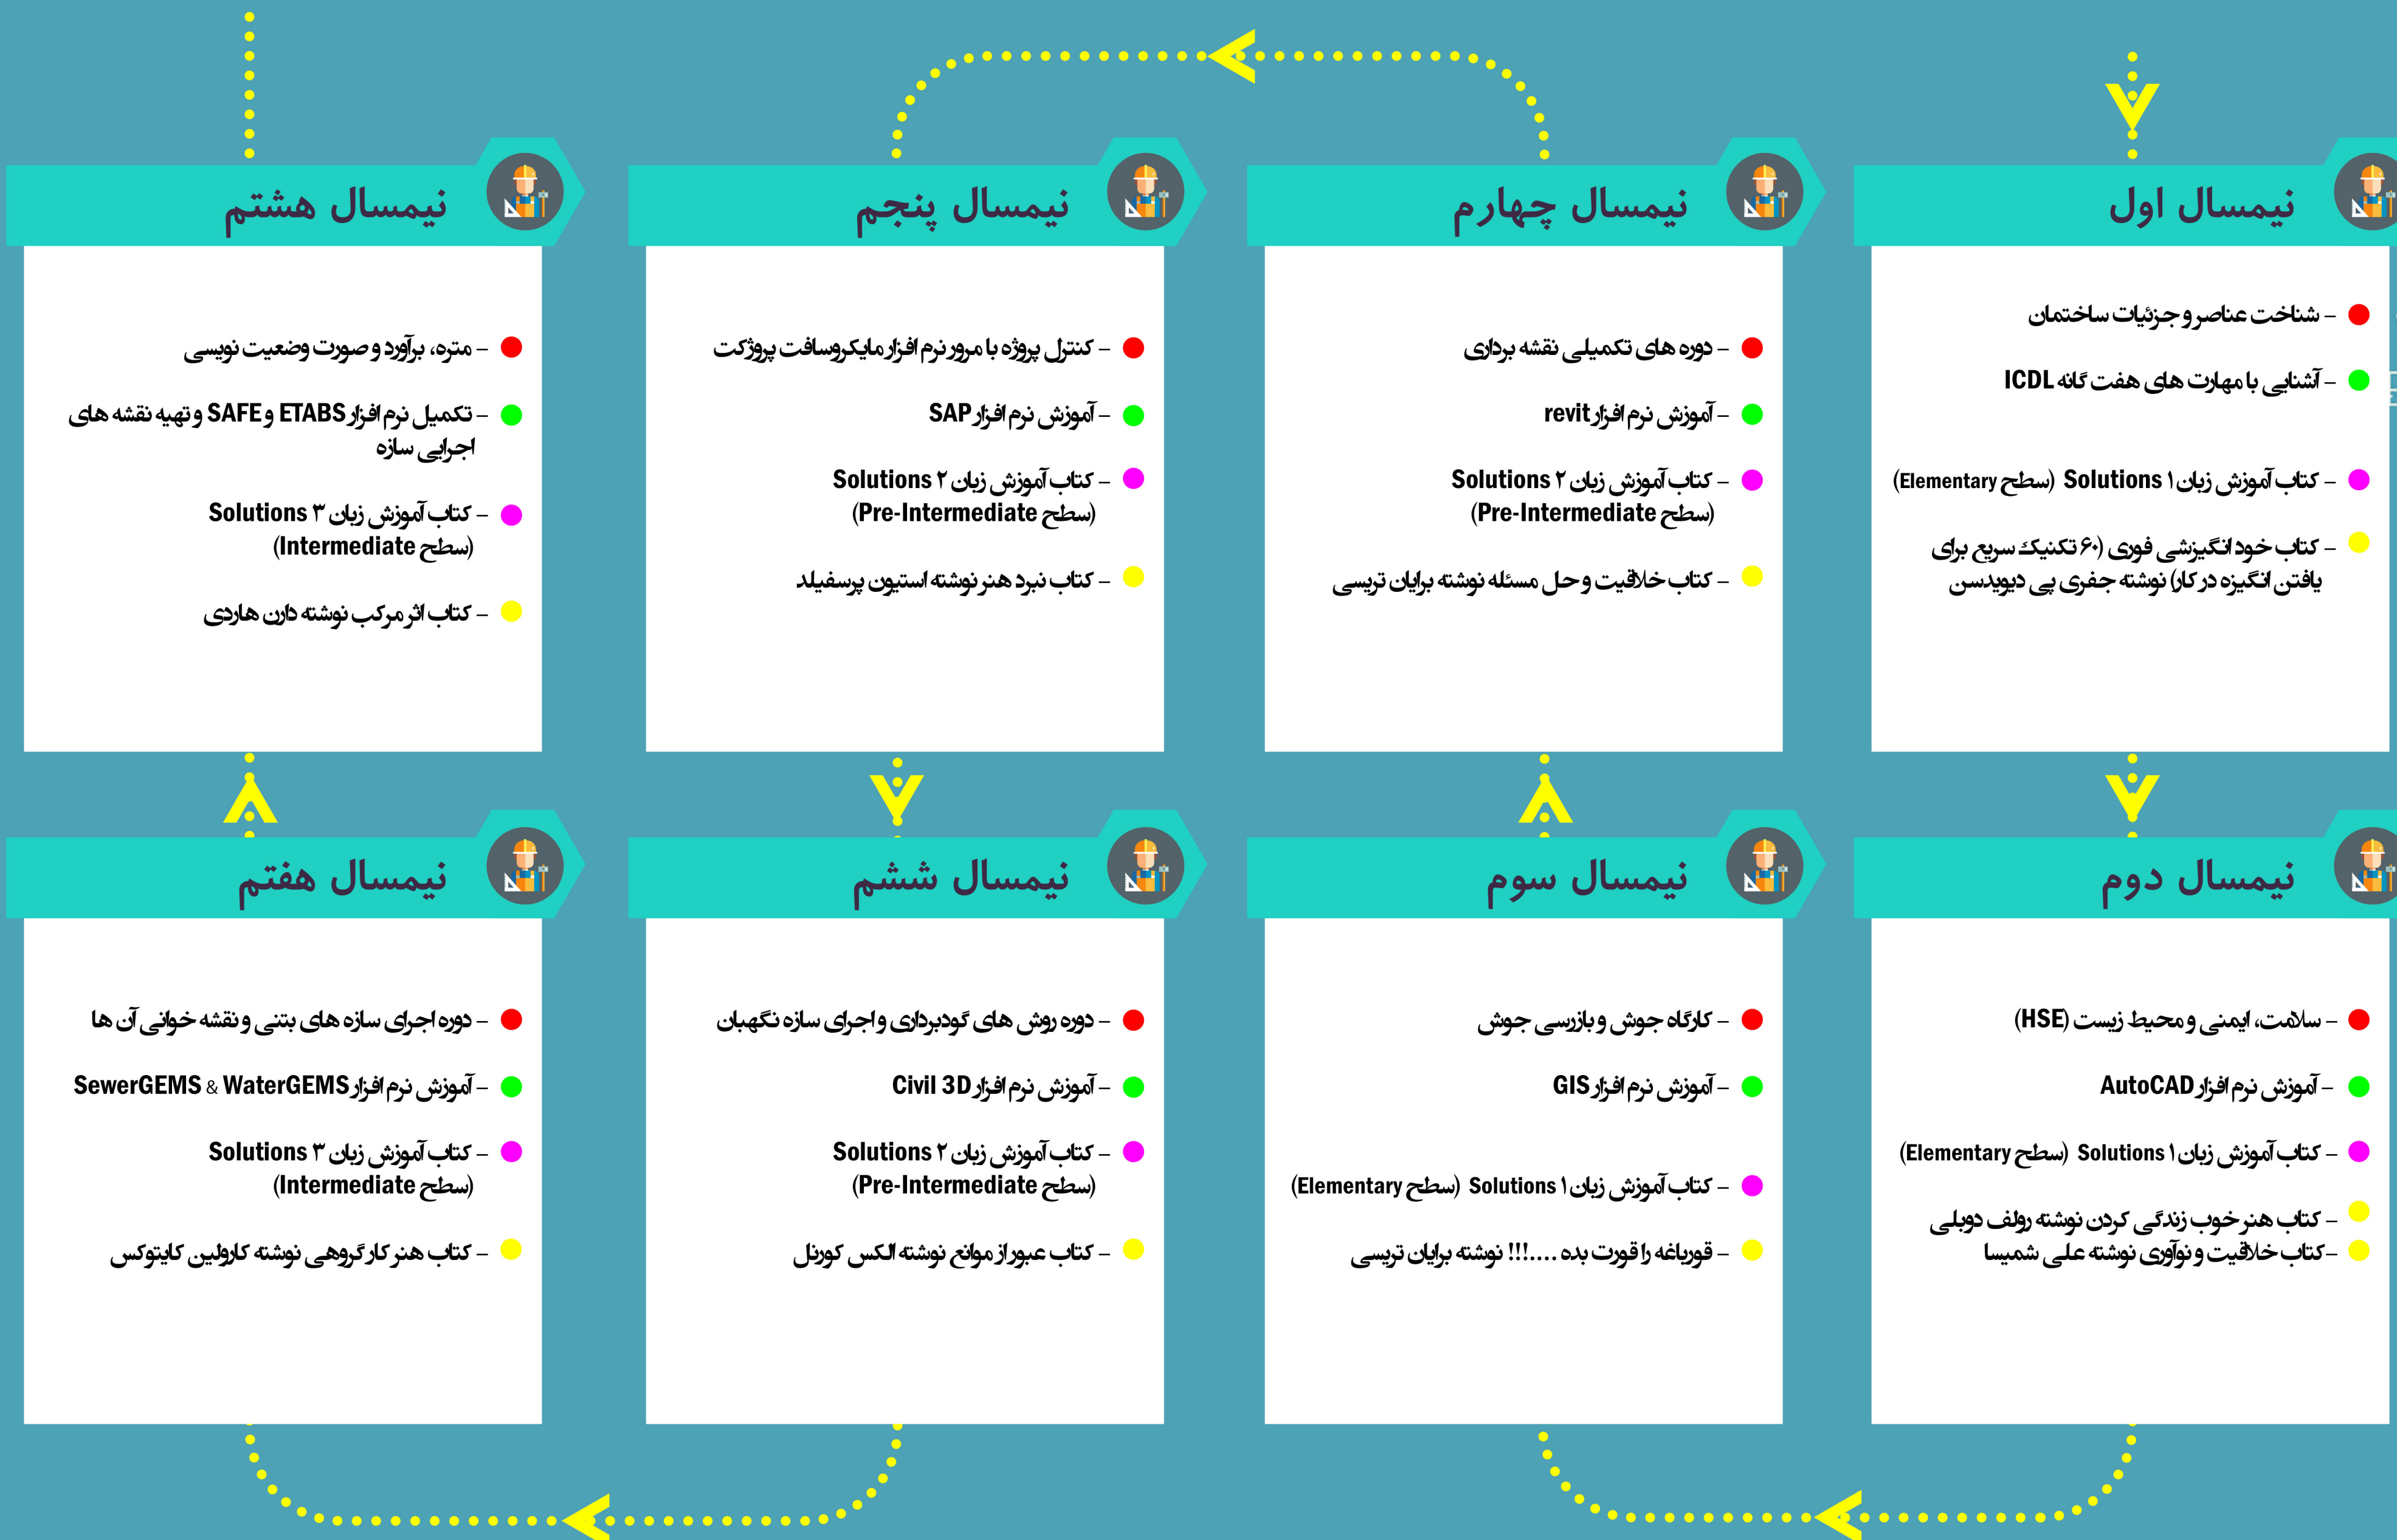 نیمسال اول
- شناخت عناصر و جزئیات ساختمان
- آشنایی با مهارت های هفت گانه ICDL
- کتاب آموزش زبان Solutions ۱ (سطح Elementary)
- کتاب خود انگیزشی فوری (۶۰ تکنیک سریع برای
یافتن انگیزه در کار) نوشته جفری پی دیویدسن
نیمسال دوم
- سلامت، ایمنی و محیط زیست (HSE)
- آموزش نرم افزار AutoCAD
- کتاب آموزش زبان Solutions ۱ (سطح Elementary)
- کتاب هنر خوب زندگی کردن نوشته رولف دوبلی
- کتاب خلاقیت و نوآوری نوشته علی شمیسا
نیمسال سوم
- کارگاه جوش و بازرسی جوش
- آموزش نرم افزار GIS
- کتاب آموزش زبان Solutions ۱ (سطح Elementary)
- قورباغه را قورت بده ....!!! نوشته برایان تریسی
نیمسال چهارم
- دوره های تکمیلی نقشه برداری
- آموزش نرم افزار revit
- کتاب آموزش زبان Solutions ۲
(سطح Pre-Intermediate)
- کتاب خلاقیت و حل مسئله نوشته برایان تریسی
نیمسال پنجم
- کنترل پروژه با مرور نرم افزار مایکروسافت پروژکت
- آموزش نرم افزار SAP
- کتاب آموزش زبان Solutions ۲
(سطح Pre-Intermediate)
- کتاب نبرد هنر نوشته استیون پرسفیلد
نیمسال ششم
- دوره روش های گودبرداری و اجرای سازه نگهبان
- آموزش نرم افزار Civil 3D
- کتاب آموزش زبان Solutions ۲
(سطح Pre-Intermediate)
- کتاب عبور از موانع نوشته الکس کورنل
نیمسال هفتم
- دوره اجرای سازه های بتنی و نقشه خوانی آن ها
- آموزش نرم افزار SewerGEMS & WaterGEMS
- کتاب آموزش زبان Solutions ۳
(سطح Intermediate)
- کتاب هنر کار گروهی نوشته کارولین کایتوکس
نیمسال هشتم
- متره، برآورد و صورت وضعیت نویسی
- تکمیل نرم افزار ETABS و SAFE و تهیه نقشه های
اجرایی سازه
- کتاب آموزش زبان Solutions ۳
(سطح Intermediate)
- کتاب اثر مرکب نوشته دارن هاردی